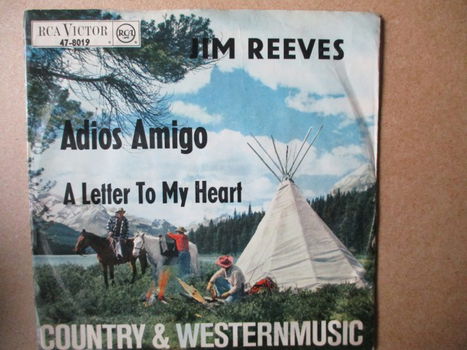 RCA VICTOR
47-8019
RCA
JIM REEVES
Adios Amigo
A Letter To My Heart
COUNTRY & WESTERNMUSIC